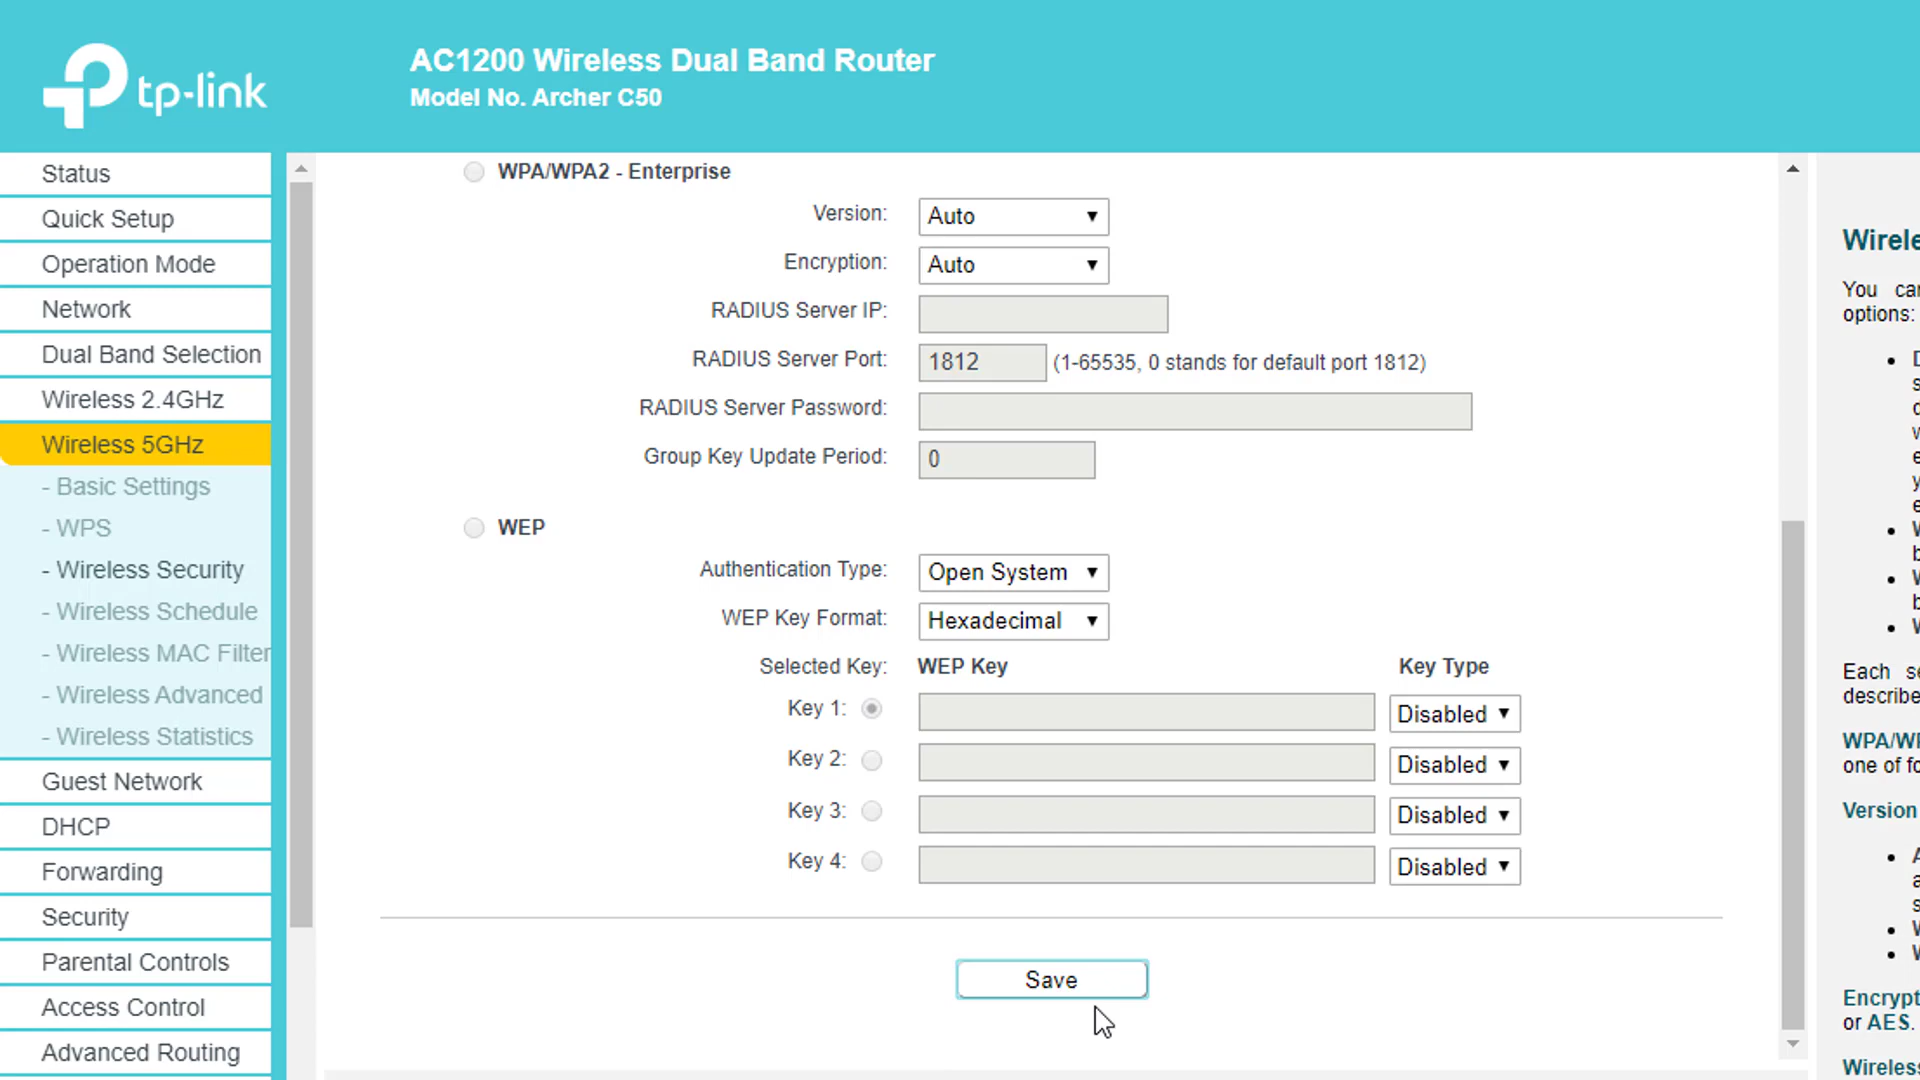 tp-link
AC1200 Wireless Dual Band Router
Model No. Archer C50
Status
Quick Setup
Operation Mode
Network
Dual Band Selection
Wireless 2.4GHz
Wireless 5GHz
- Basic Settings
- WPS
- Wireless Security
- Wireless Schedule
- Wireless MAC Filter
- Wireless Advanced
- Wireless Statistics
Guest Network
DHCP
Forwarding
Security
Parental Controls
Access Control
Advanced Routing
WPA/WPA2 - Enterprise
Version: Auto
Encryption: Auto
RADIUS Server IP:
RADIUS Server Port: 1812 (1-65535, 0 stands for default port 1812)
RADIUS Server Password:
Group Key Update Period: 0
WEP
Authentication Type: Open System
WEP Key Format: Hexadecimal
Selected Key: WEP Key Key Type
Key 1: Disabled
Key 2: Disabled
Key 3: Disabled
Key 4: Disabled
Save
You
options:
Each
one of
Version
or AES.